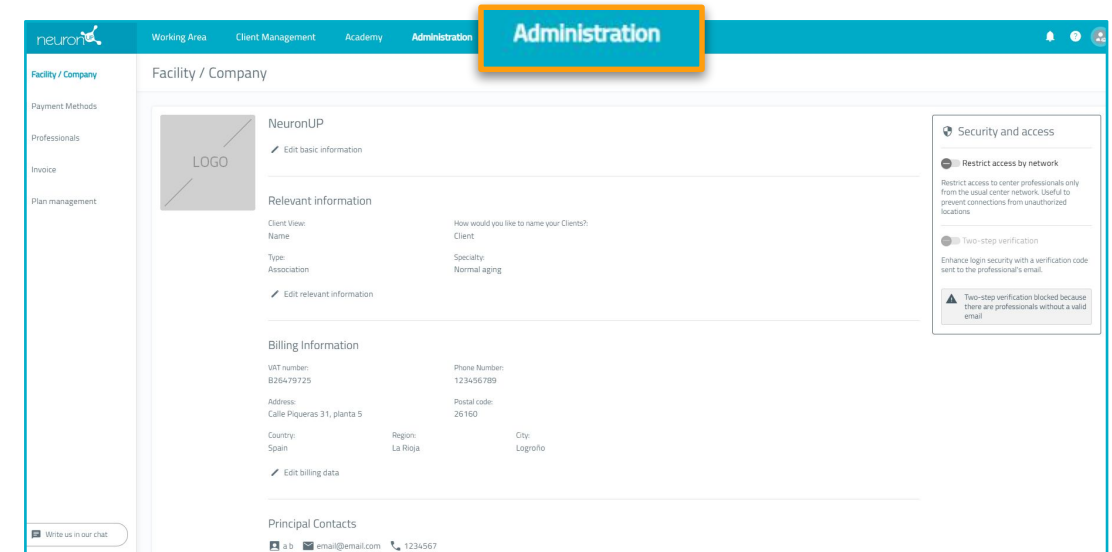 neuronUP
Working Area Client Management Academy Administration
Administration
Facility / Company
Payment Methods
Professionals
Invoice
Plan management
Write us in our chat
Facility / Company
LOGO
NeuronUP
Edit basic information
Relevant information
Client View: How would you like to name your Clients?:
Name Client
Type: Specialty:
Association Normal aging
Edit relevant information
Billing Information
VAT number: Phone Number:
B26479725 123456789
Address: Postal code:
Calle Piqueras 31, planta 5 26160
Country: Region: City:
Spain La Rioja Logroño
Edit billing data
Principal Contacts
a b email@email.com 1234567
Security and access
Restrict access by network
Restrict access to center professionals only
from the usual center network. Useful to
prevent connections from unauthorized
locations
Two-step verification
Enhance login security with a verification code
sent to the professional's email.
Two-step verification blocked because
there are professionals without a valid
email